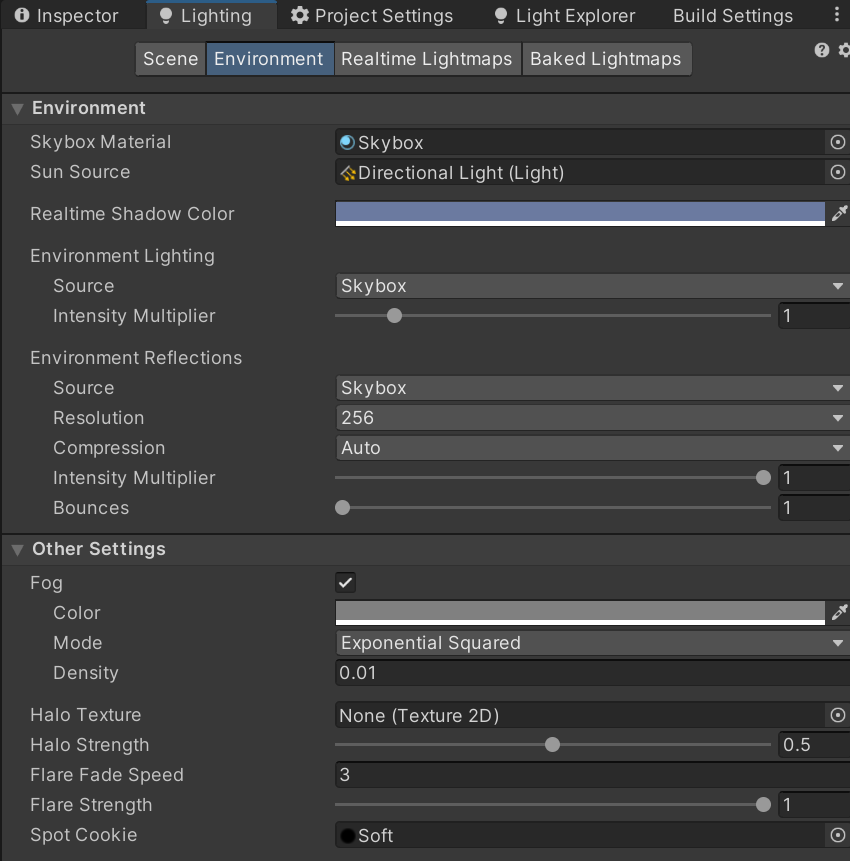 Inspector Lighting Project Settings Light Explorer Build Settings
Scene Environment Realtime Lightmaps Baked Lightmaps
Environment
Skybox Material Skybox
Sun Source Directional Light (Light)
Realtime Shadow Color
Environment Lighting
Source Skybox
Intensity Multiplier 1
Environment Reflections
Source Skybox
Resolution 256
Compression Auto
Intensity Multiplier 1
Bounces 1
Other Settings
Fog
Color
Mode Exponential Squared
Density 0.01
Halo Texture None (Texture 2D)
Halo Strength 0.5
Flare Fade Speed 3
Flare Strength 1
Spot Cookie Soft